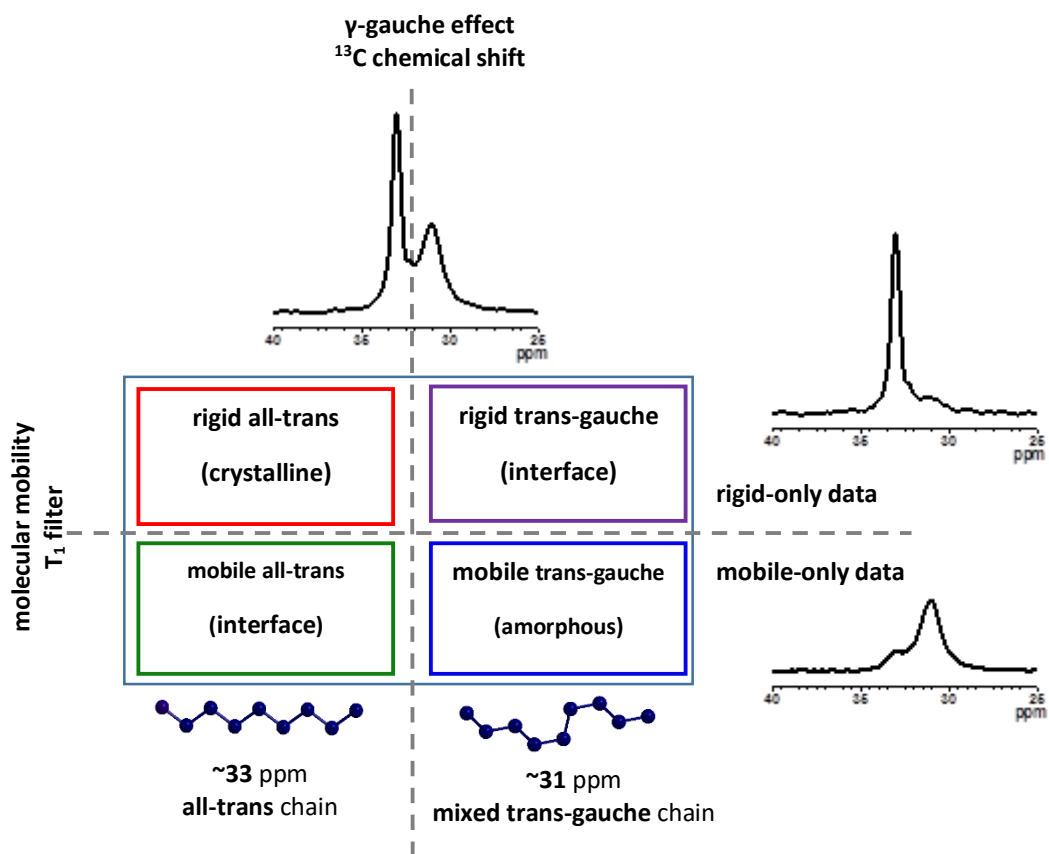 γ-gauche effect
¹³C chemical shift
40 35 30 25
ppm
40 35 30 25
ppm
molecular mobility
T₁ filter
rigid all-trans
(crystalline)
rigid trans-gauche
(interface)
rigid-only data
mobile all-trans
(interface)
mobile trans-gauche
(amorphous)
mobile-only data
40 35 30 25
ppm
~33 ppm
all-trans chain
~31 ppm
mixed trans-gauche chain